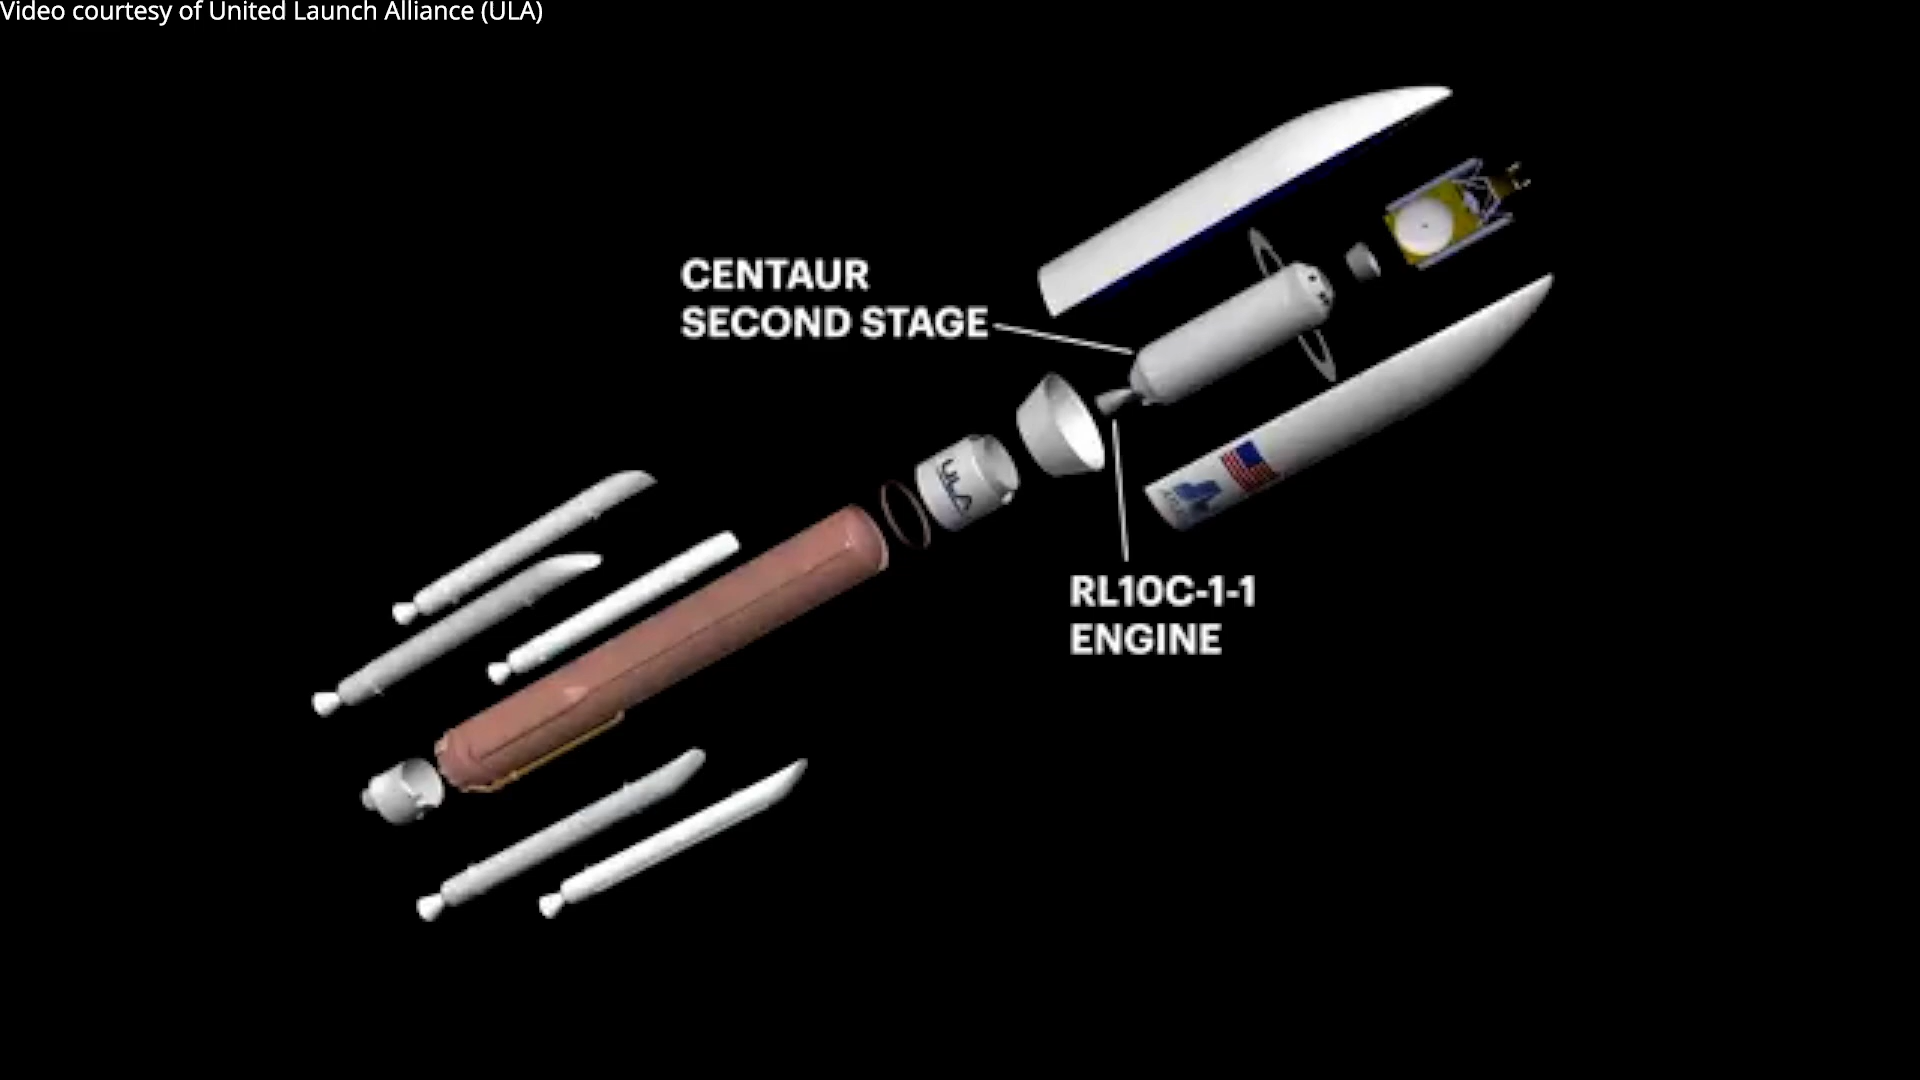 Video courtesy of United Launch Alliance (ULA)
CENTAUR
SECOND STAGE
ULA
RL10C-1-1
ENGINE